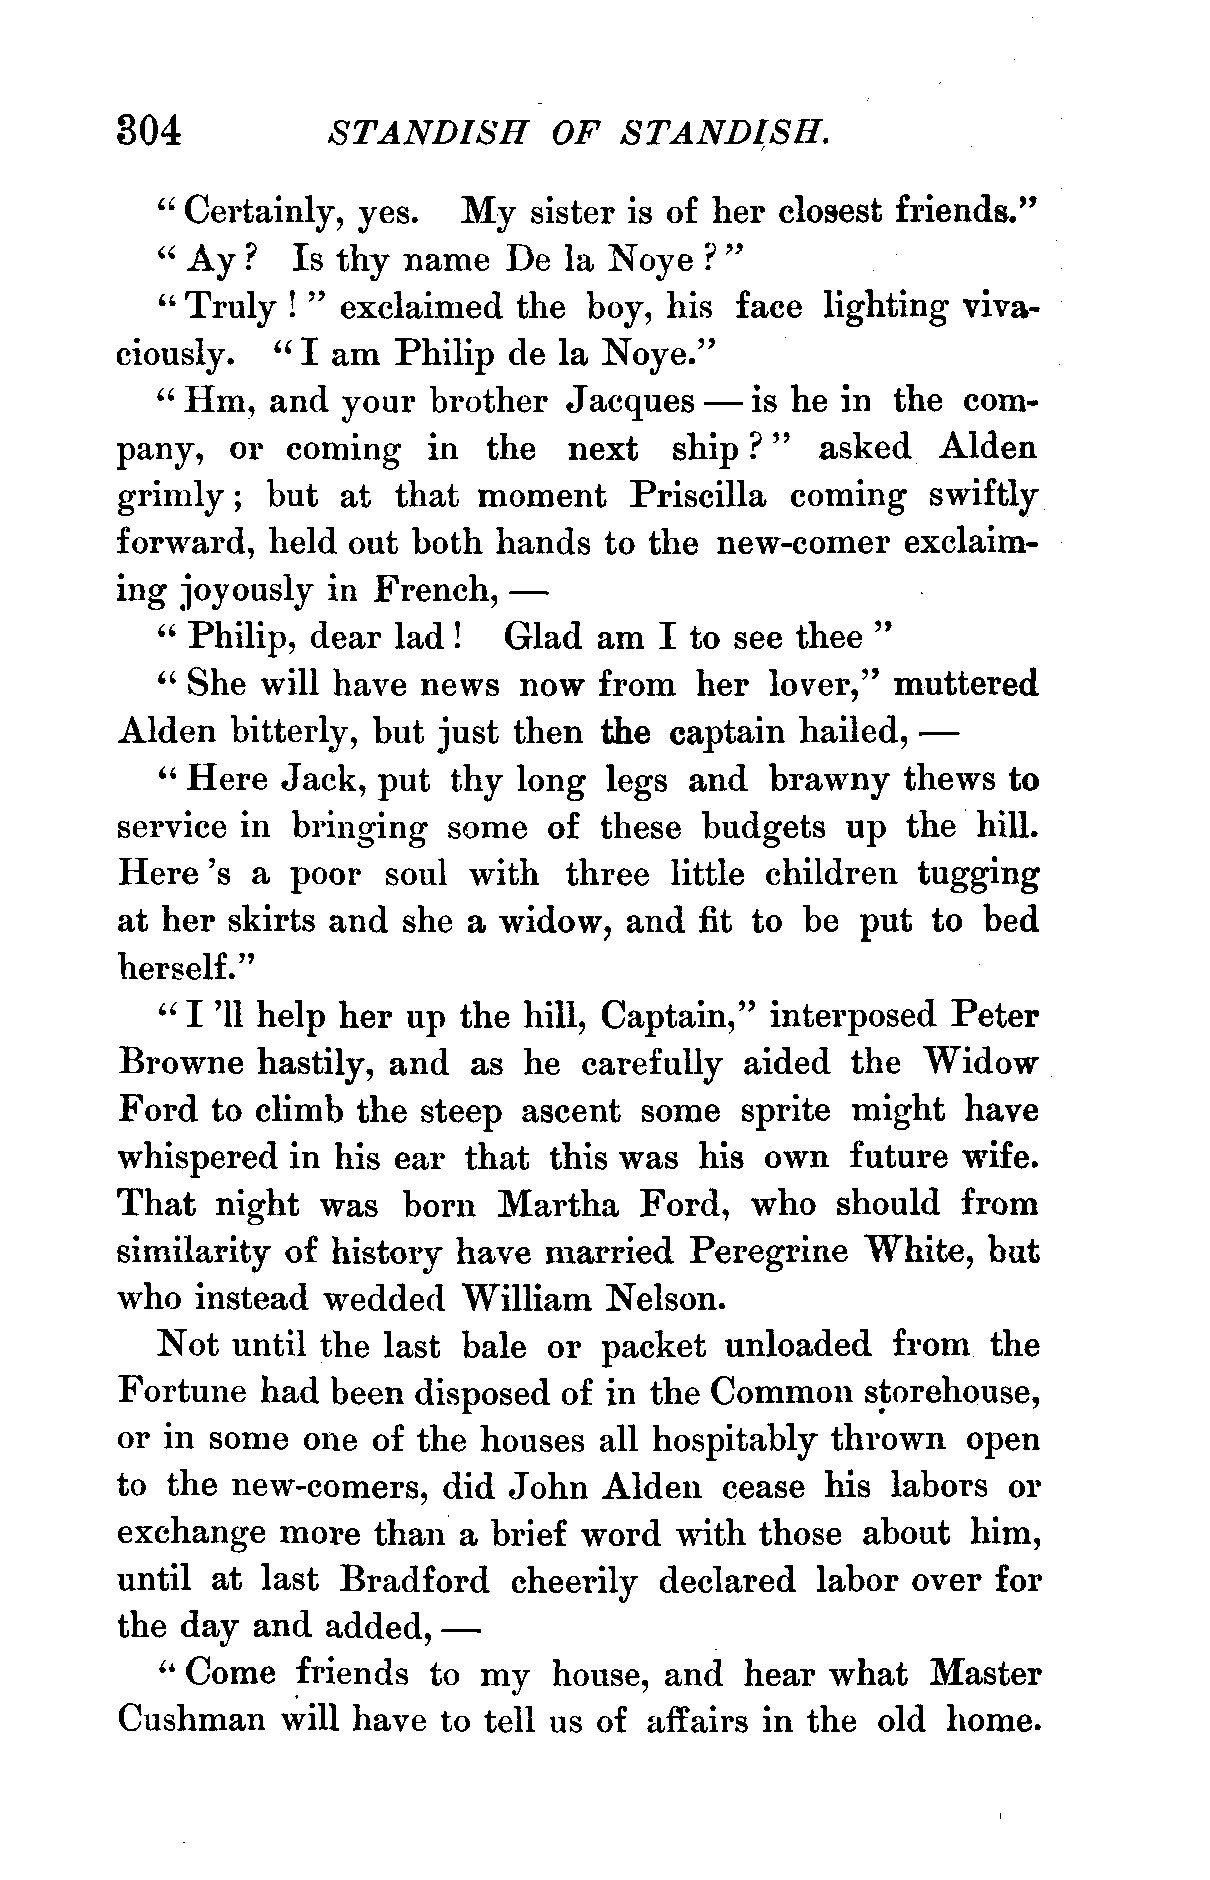 304 STANDISH OF STANDISH.
“Certainly, yes. My sister is of her closest friends.”
“Ay? Is thy name De la Noye?”
“Truly!” exclaimed the boy, his face lighting viva-
ciously. “I am Philip de la Noye.”
“Hm, and your brother Jacques — is he in the com-
pany, or coming in the next ship?” asked Alden
grimly; but at that moment Priscilla coming swiftly
forward, held out both hands to the new-comer exclaim-
ing joyously in French, —
“Philip, dear lad! Glad am I to see thee”
“She will have news now from her lover,” muttered
Alden bitterly, but just then the captain hailed, —
“Here Jack, put thy long legs and brawny thews to
service in bringing some of these budgets up the hill.
Here's a poor soul with three little children tugging
at her skirts and she a widow, and fit to be put to bed
herself.”
“I'll help her up the hill, Captain,” interposed Peter
Browne hastily, and as he carefully aided the Widow
Ford to climb the steep ascent some sprite might have
whispered in his ear that this was his own future wife.
That night was born Martha Ford, who should from
similarity of history have married Peregrine White, but
who instead wedded William Nelson.
Not until the last bale or packet unloaded from the
Fortune had been disposed of in the Common storehouse,
or in some one of the houses all hospitably thrown open
to the new-comers, did John Alden cease his labors or
exchange more than a brief word with those about him,
until at last Bradford cheerily declared labor over for
the day and added, —
“Come friends to my house, and hear what Master
Cushman will have to tell us of affairs in the old home.